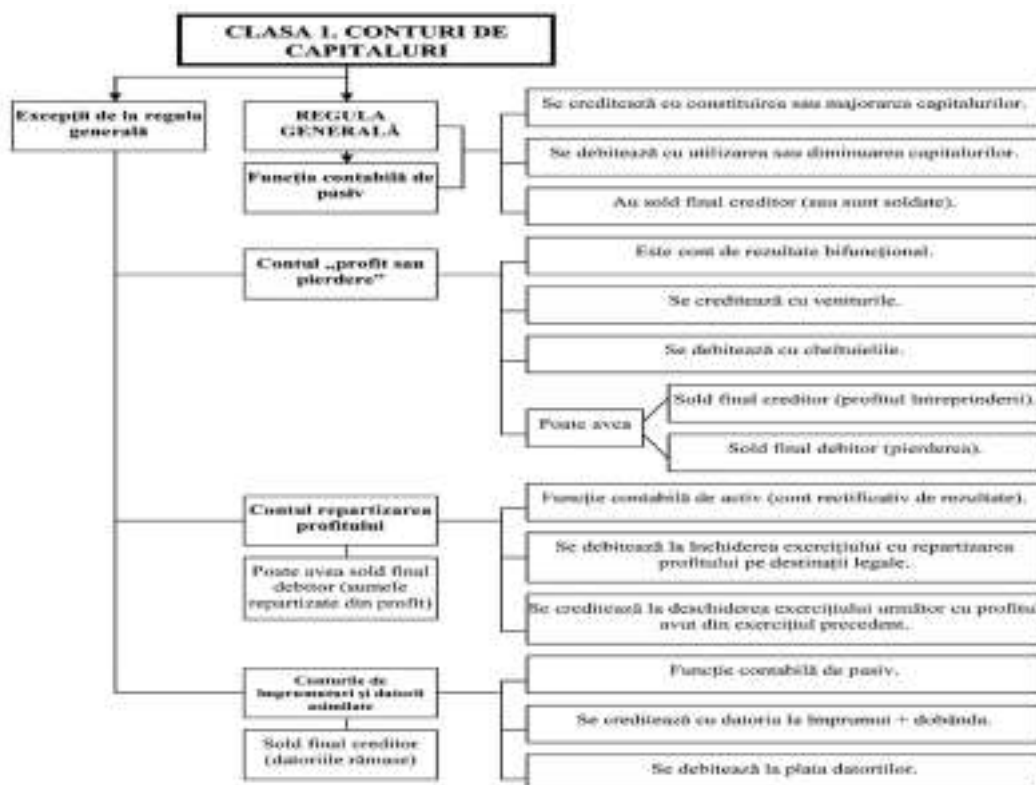 CLASA 1. CONTURI DE
CAPITALURI
Excepții de la regula
generală
REGULA
GENERALĂ
Funcția contabilă de
pasiv
Se creditează cu constituirea sau majorarea capitalurilor.
Se debitează cu utilizarea sau diminuarea capitalurilor.
Au sold final creditor (sau sunt soldate).
Contul „profit sau
pierdere”
Este cont de rezultate bifuncțional.
Se creditează cu veniturile.
Se debitează cu cheltuielile.
Poate avea
Sold final creditor (profitul întreprinderii).
Sold final debitor (pierderea).
Contul repartizarea
profitului
Poate avea sold final
debitor (sumele
repartizate din profit)
Funcție contabilă de activ (cont rectificativ de rezultate).
Se debitează la închiderea exercițiului cu repartizarea
profitului pe destinații legale.
Se creditează la deschiderea exercițiului următor cu profitu
avut din exercițiul precedent.
Conturile de
împrumuturi și datorii
asimilate
Sold final creditor
(datoriile rămase)
Funcție contabilă de pasiv.
Se creditează cu datoria la împrumut + dobânda.
Se debitează la plata datoriilor.